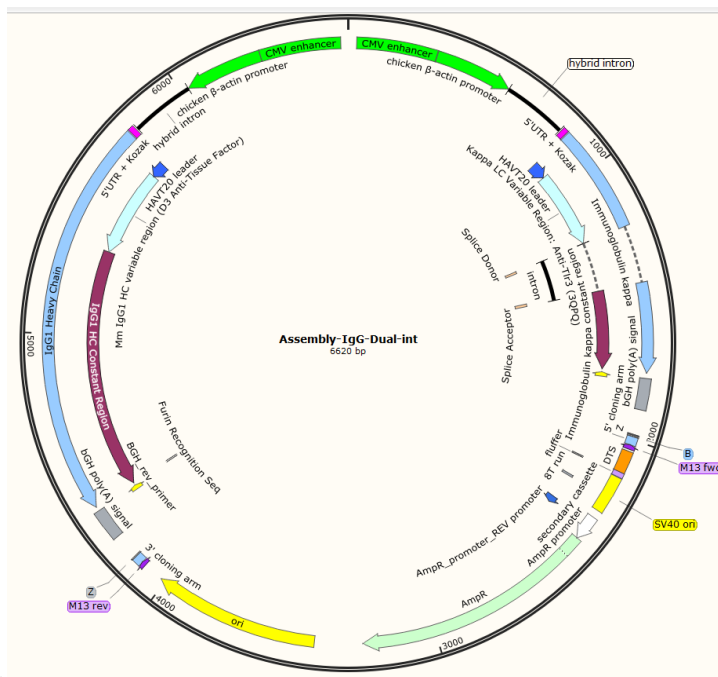 CMV enhancer
CMV enhancer
chicken β-actin promoter
chicken β-actin promoter
hybrid intron
hybrid intron
6000
1000
5'UTR + Kozak
5'UTR + Kozak
HAVT20 leader
HAVT20 leader
Mm IgG1 HC variable region (D3 Anti-Tissue Factor)
Kappa LC Variable Region: Anti-Tlr3 (3QPQ)
Immunoglobulin kappa
Immunoglobulin kappa constant region
Splice Donor
intron
Splice Acceptor
IgG1 Heavy Chain
IgG1 HC Constant Region
5000
Assembly-IgG-Dual-int
6620 bp
bGH poly(A) signal
5' cloning arm
Z
2000
B
M13 fwd
DTS
fluffer
8T run
secondary cassette
SV40 ori
AmpR promoter
AmpR_promoter_REV promoter
AmpR
3000
Furin Recognition Seq
BGH_rev_primer
bGH poly(A) signal
3' cloning arm
Z
M13 rev
4000
ori